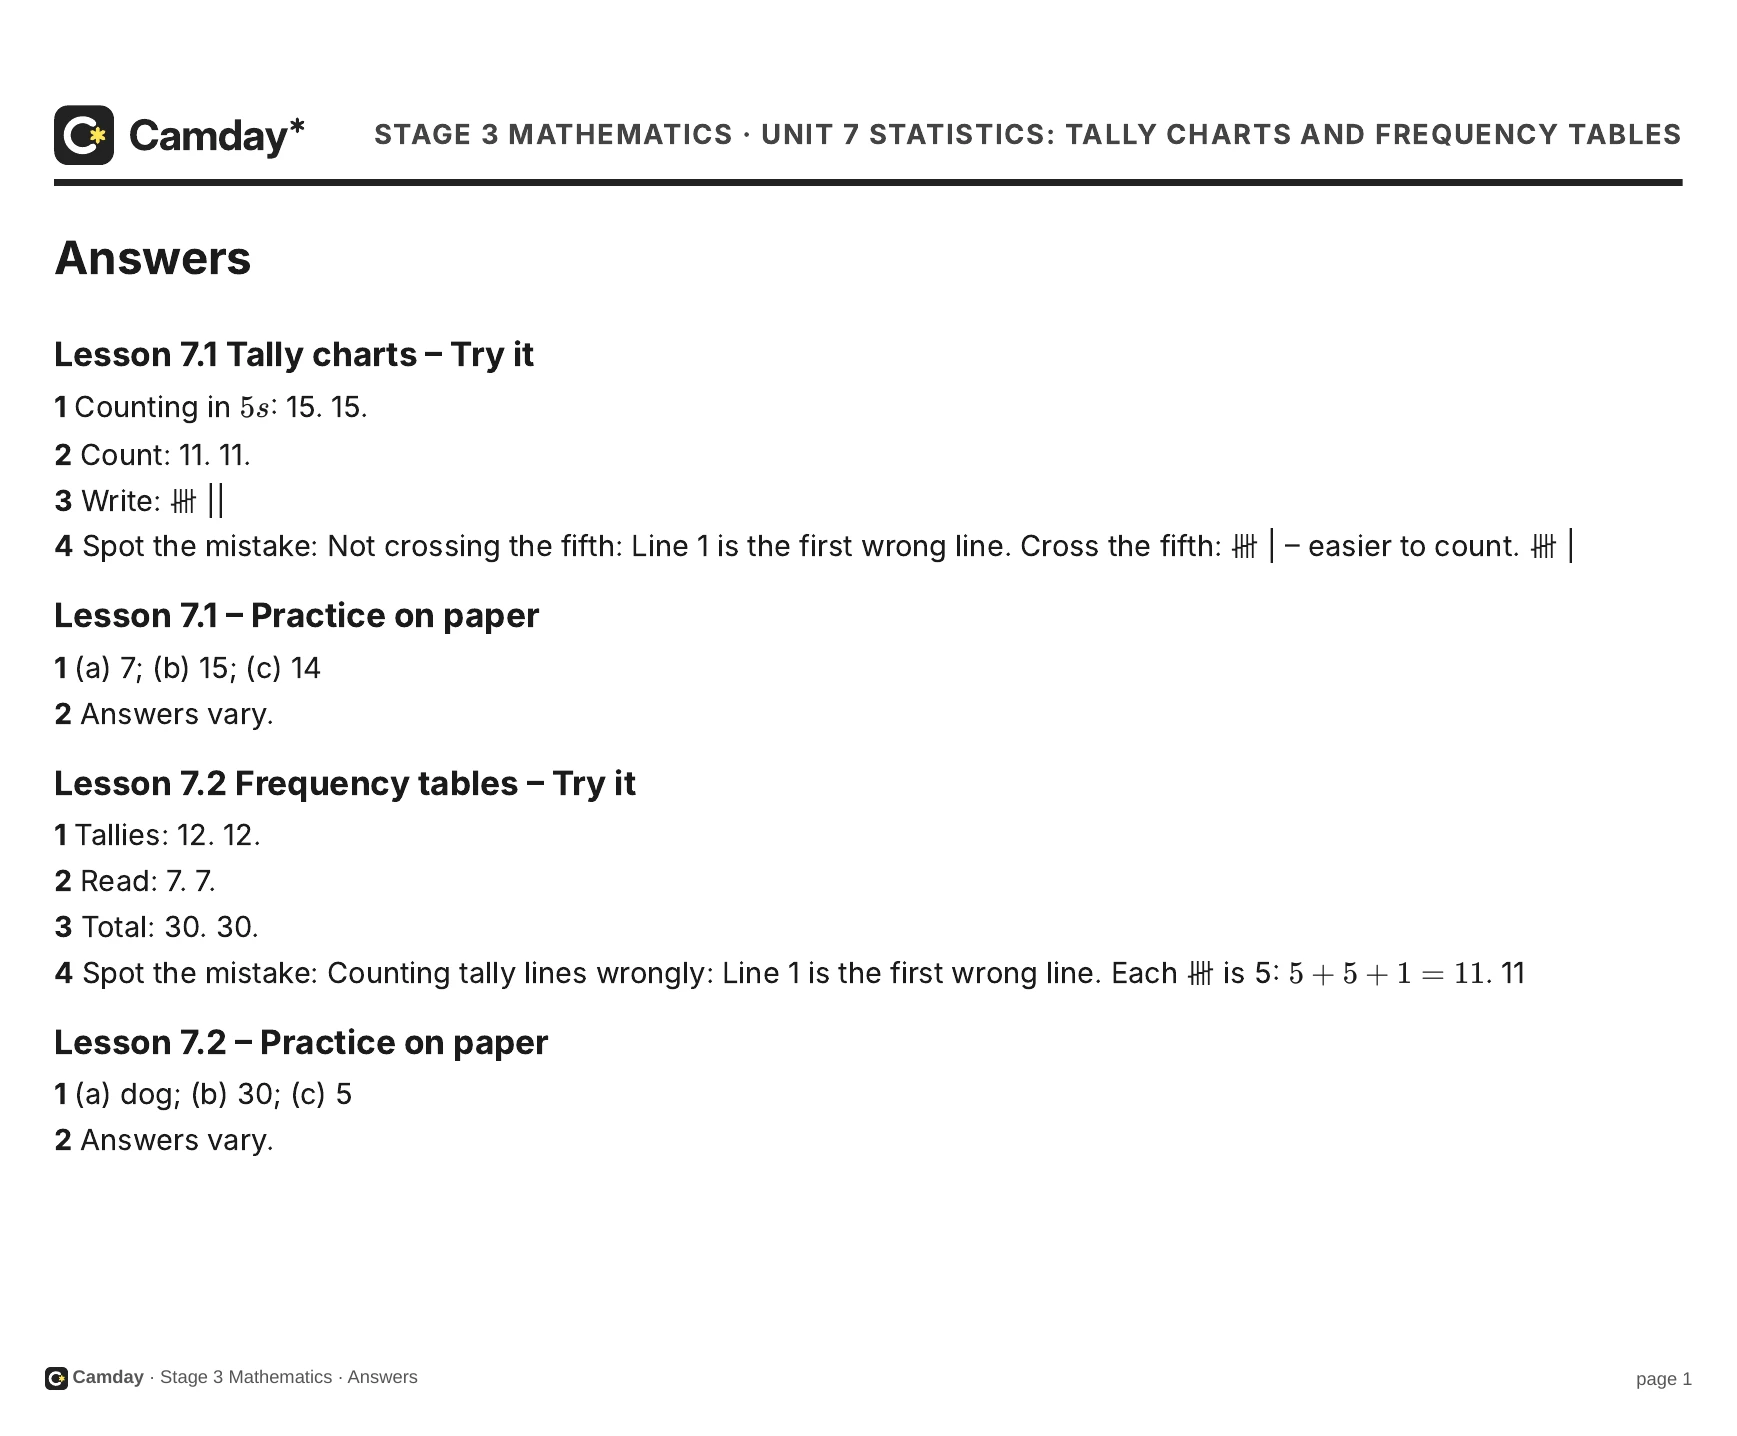 Camday*
STAGE 3 MATHEMATICS · UNIT 7 STATISTICS: TALLY CHARTS AND FREQUENCY TABLES
Answers
Lesson 7.1 Tally charts – Try it
1 Counting in 5s: 15. 15.
2 Count: 11. 11.
3 Write: 卌 ||
4 Spot the mistake: Not crossing the fifth: Line 1 is the first wrong line. Cross the fifth: 卌 | – easier to count. 卌 |
Lesson 7.1 – Practice on paper
1 (a) 7; (b) 15; (c) 14
2 Answers vary.
Lesson 7.2 Frequency tables – Try it
1 Tallies: 12. 12.
2 Read: 7. 7.
3 Total: 30. 30.
4 Spot the mistake: Counting tally lines wrongly: Line 1 is the first wrong line. Each 卌 is 5: 5 + 5 + 1 = 11. 11
Lesson 7.2 – Practice on paper
1 (a) dog; (b) 30; (c) 5
2 Answers vary.
Camday · Stage 3 Mathematics · Answers
page 1